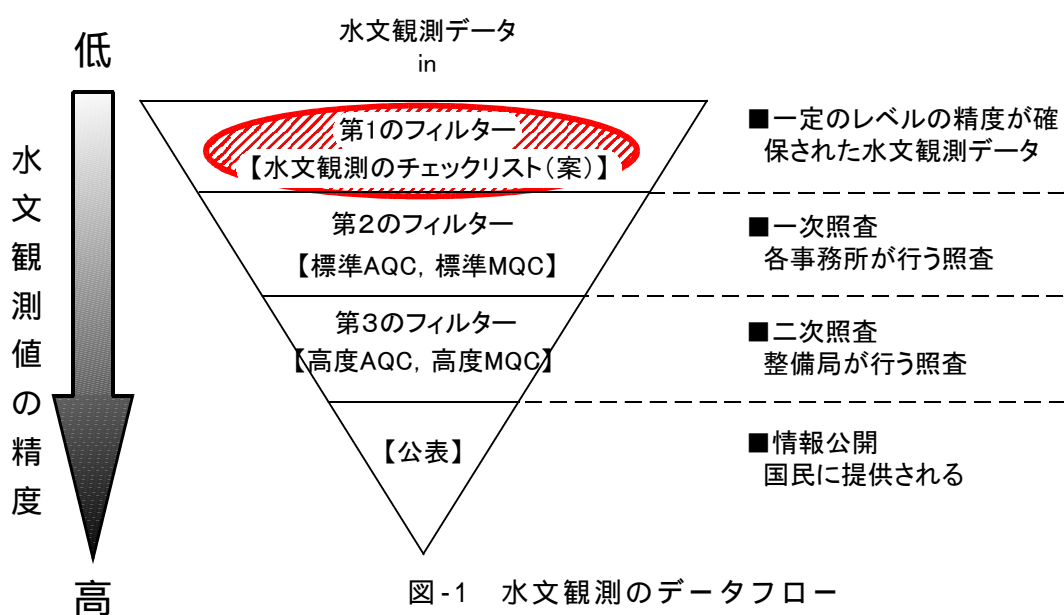 低
水文観測値の精度
高
水文観測データ
in
第1のフィルター
【水文観測のチェックリスト（案）】
第2のフィルター
【標準AQC，標準MQC】
第3のフィルター
【高度AQC，高度MQC】
【公表】
■一定のレベルの精度が確
保された水文観測データ
■一次照査
各事務所が行う照査
■二次照査
整備局が行う照査
■情報公開
国民に提供される
図-1　水文観測のデータフロー